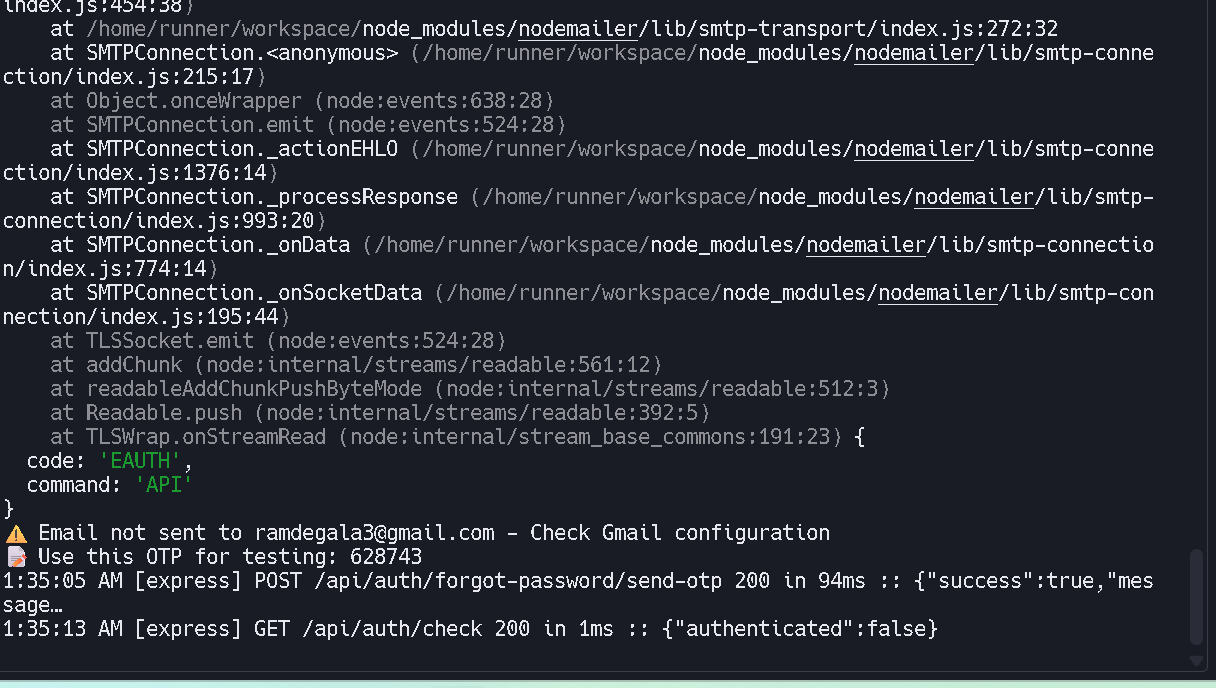 index.js:454:38)
    at /home/runner/workspace/node_modules/nodemailer/lib/smtp-transport/index.js:272:32
    at SMTPConnection.<anonymous> (/home/runner/workspace/node_modules/nodemailer/lib/smtp-conne
ction/index.js:215:17)
    at Object.onceWrapper (node:events:638:28)
    at SMTPConnection.emit (node:events:524:28)
    at SMTPConnection._actionEHLO (/home/runner/workspace/node_modules/nodemailer/lib/smtp-conne
ction/index.js:1376:14)
    at SMTPConnection._processResponse (/home/runner/workspace/node_modules/nodemailer/lib/smtp-
connection/index.js:993:20)
    at SMTPConnection._onData (/home/runner/workspace/node_modules/nodemailer/lib/smtp-connectio
n/index.js:774:14)
    at SMTPConnection._onSocketData (/home/runner/workspace/node_modules/nodemailer/lib/smtp-con
nection/index.js:195:44)
    at TLSSocket.emit (node:events:524:28)
    at addChunk (node:internal/streams/readable:561:12)
    at readableAddChunkPushByteMode (node:internal/streams/readable:512:3)
    at Readable.push (node:internal/streams/readable:392:5)
    at TLSWrap.onStreamRead (node:internal/stream_base_commons:191:23) {
  code: 'EAUTH',
  command: 'API'
}
⚠️ Email not sent to ramdegala3@gmail.com - Check Gmail configuration
📝 Use this OTP for testing: 628743
1:35:05 AM [express] POST /api/auth/forgot-password/send-otp 200 in 94ms :: {"success":true,"mes
sage…
1:35:13 AM [express] GET /api/auth/check 200 in 1ms :: {"authenticated":false}